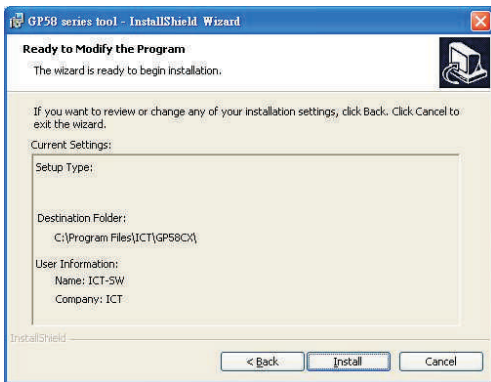 GP58 series tool - InstallShield Wizard
Ready to Modify the Program
The wizard is ready to begin installation.
If you want to review or change any of your installation settings, click Back. Click Cancel to
exit the wizard.
Current Settings:
Setup Type:
Destination Folder:
C:\Program Files\ICT\GP58CX\
User Information:
Name: ICT-SW
Company: ICT
InstallShield
< Back
Install
Cancel